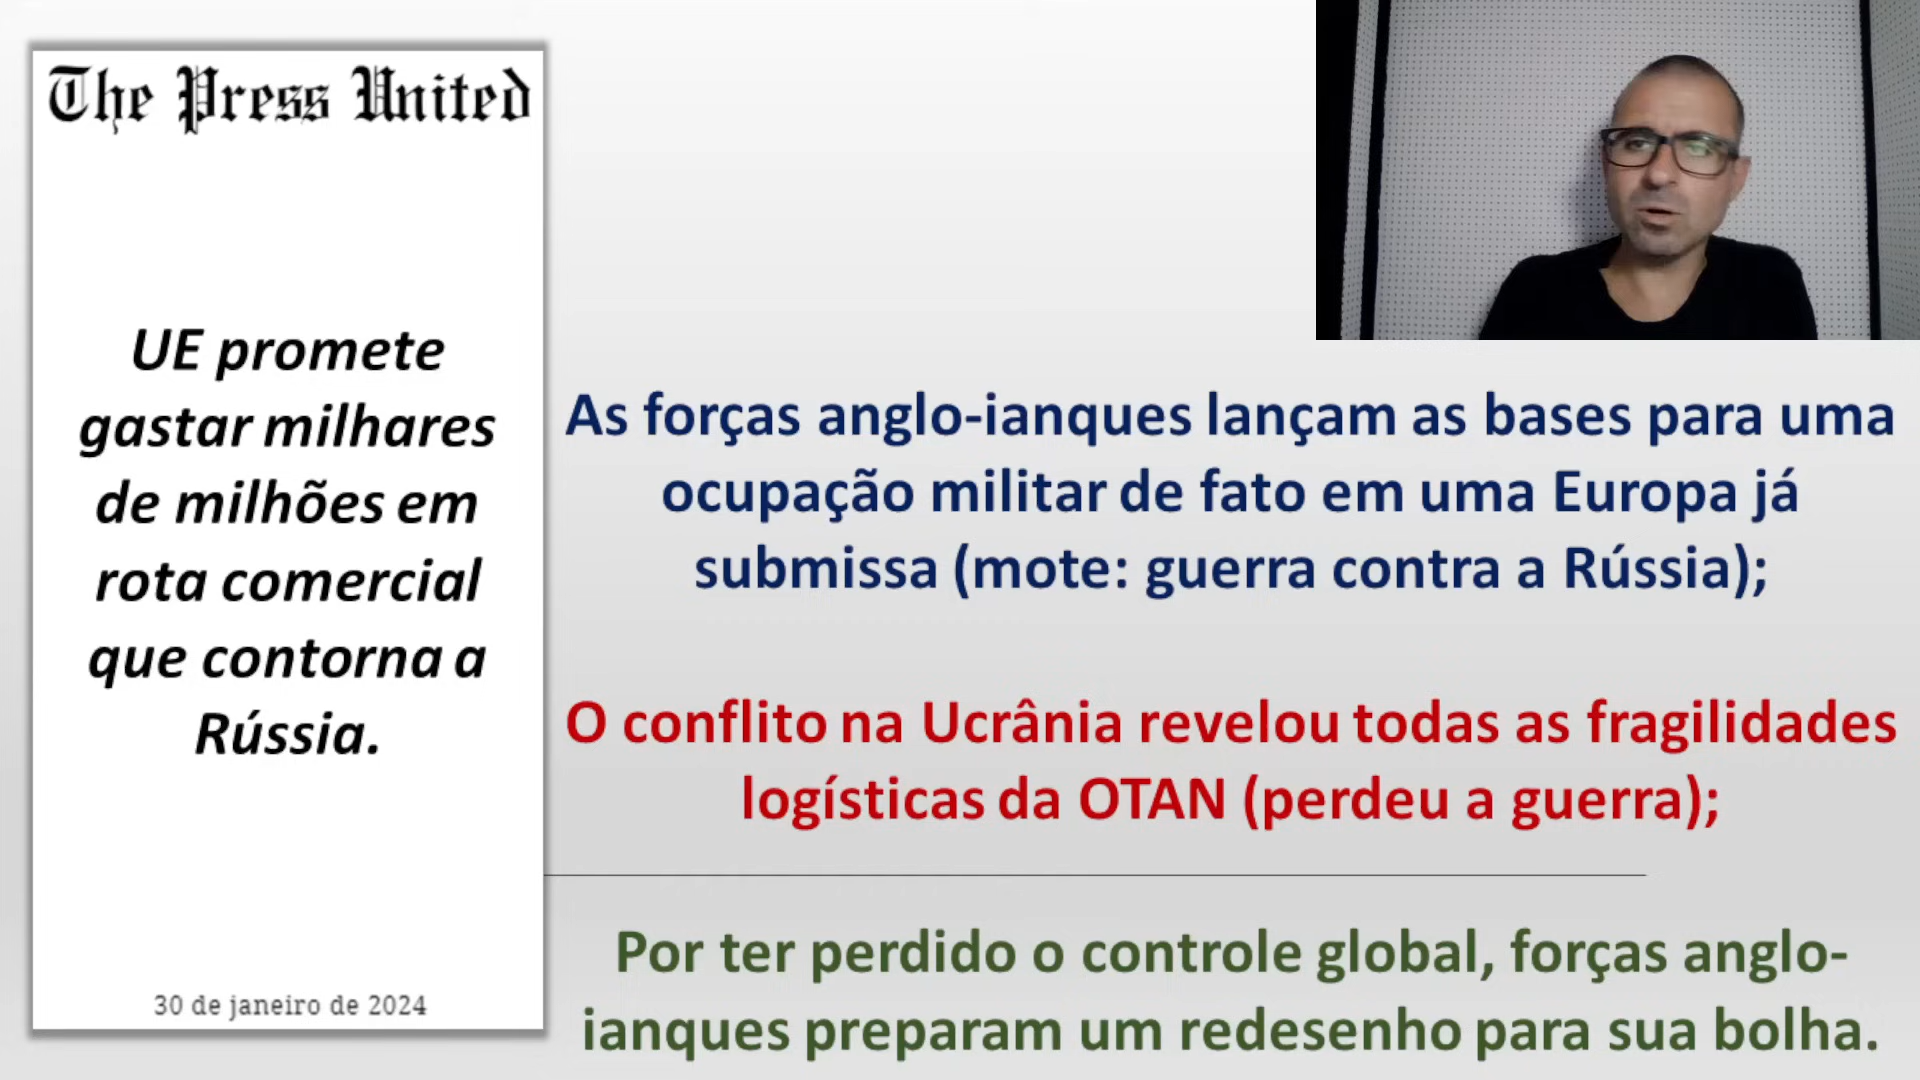 The Press United
UE promete
gastar milhares
de milhões em
rota comercial
que contorna a
Rússia.
30 de janeiro de 2024
As forças anglo-ianques lançam as bases para uma
ocupação militar de fato em uma Europa já
submissa (mote: guerra contra a Rússia);
O conflito na Ucrânia revelou todas as fragilidades
logísticas da OTAN (perdeu a guerra);
Por ter perdido o controle global, forças anglo-
ianques preparam um redesenho para sua bolha.